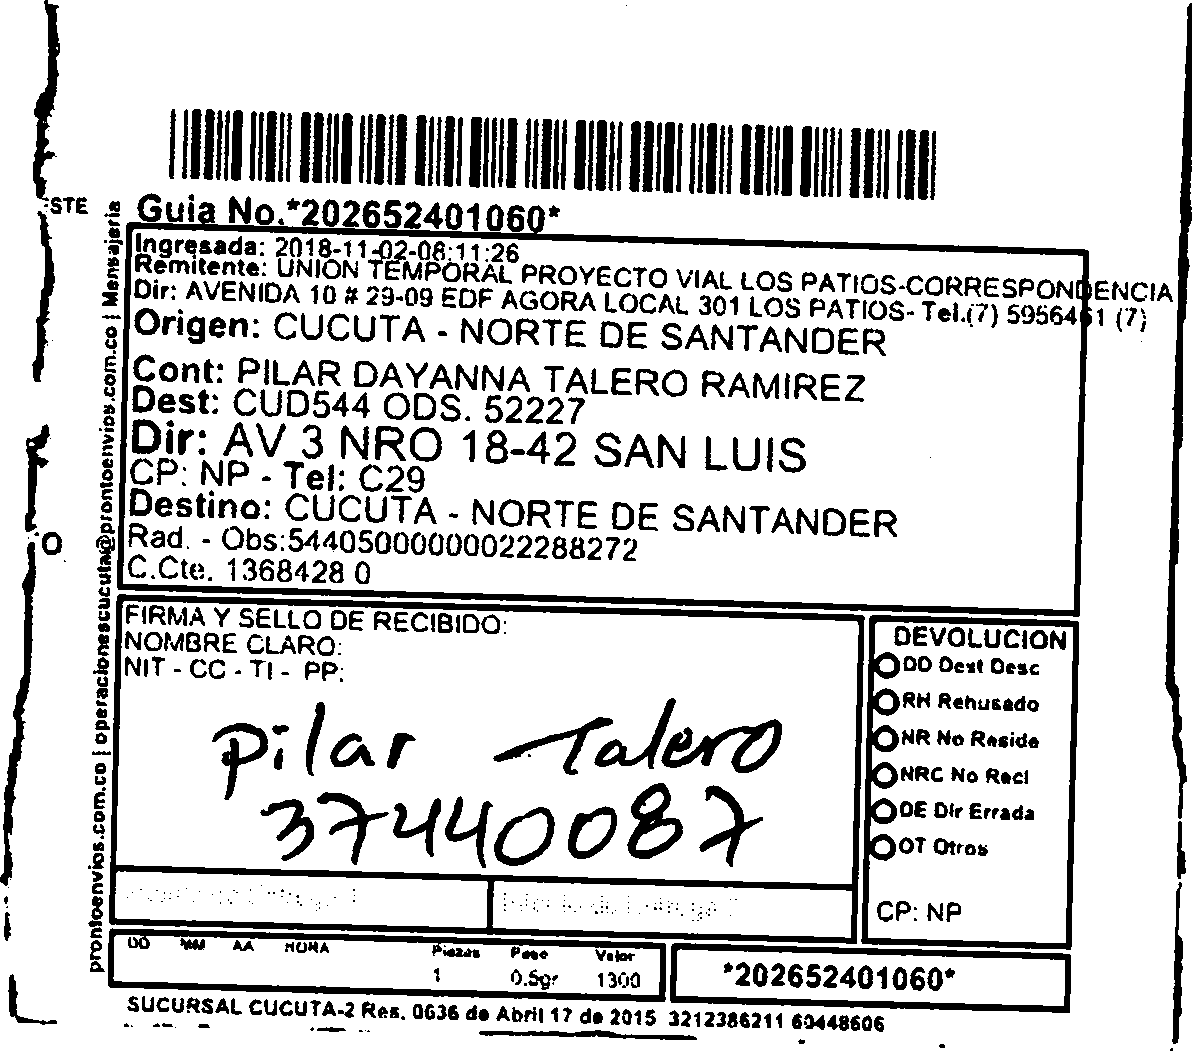 STE
Guia No.*202652401060*
Ingresada: 2018-11-02-08:11:26
Remitente: UNION TEMPORAL PROYECTO VIAL LOS PATIOS-CORRESPONDENCIA
Dir: AVENIDA 10 # 29-09 EDF AGORA LOCAL 301 LOS PATIOS- Tel.(7) 5956461 (7)
Origen: CUCUTA - NORTE DE SANTANDER
Cont: PILAR DAYANNA TALERO RAMIREZ
Dest: CUD544 ODS. 52227
Dir: AV 3 NRO 18-42 SAN LUIS
CP: NP - Tel: C29
Destino: CUCUTA - NORTE DE SANTANDER
O
Rad. - Obs:544050000000022288272
C.Cte. 1368428 0
prontoenvios.com.co | operacionescucuta@prontoenvios.com.co | Mensajeria
FIRMA Y SELLO DE RECIBIDO:
NOMBRE CLARO:
NIT - CC - TI - PP:
Pilar Talero
37440087
DEVOLUCION
DD Dest Desc
RH Rehusado
NR No Reside
NRC No Recl
DE Dir Errada
OT Otros
CP: NP
DD MM AA HORA Piezas Peso Valor
1 0.5gr 1300
*202652401060*
SUCURSAL CUCUTA-2 Res. 0636 de Abril 17 de 2015 3212386211 60448606